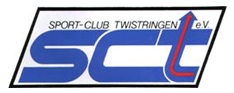 SPORT-CLUB TWISTRINGEN e.V.
sct